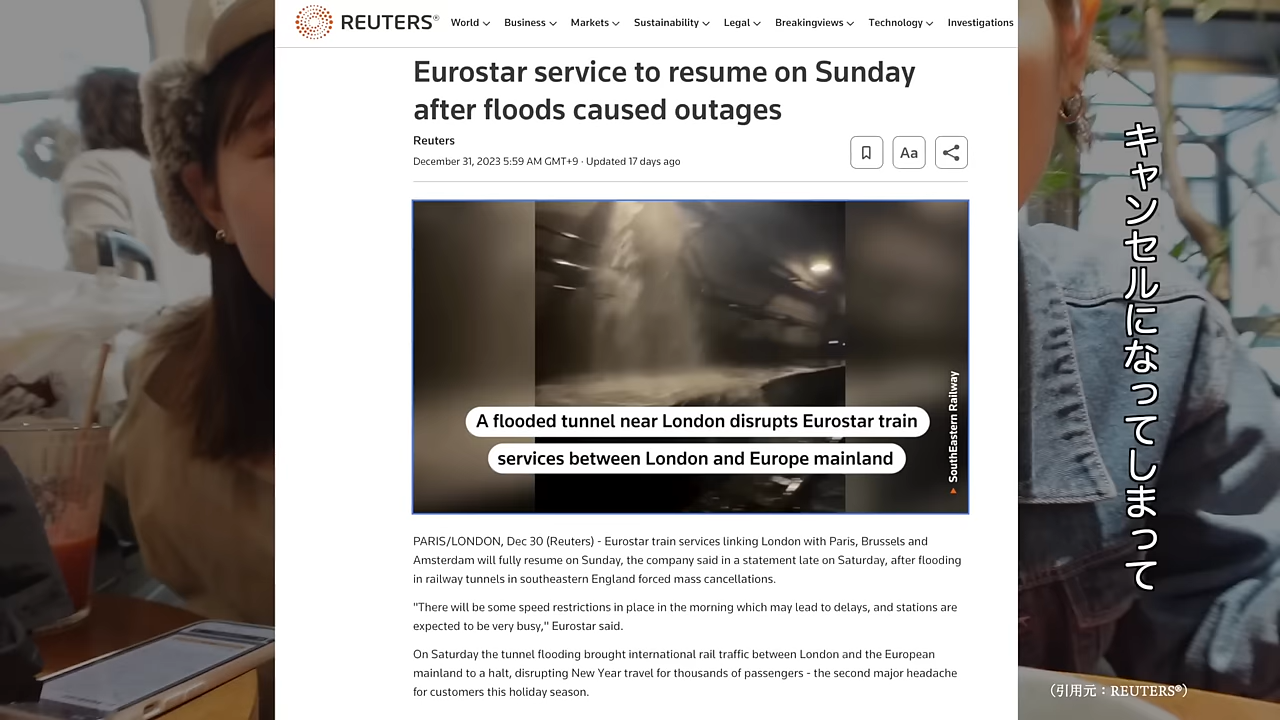 REUTERS®
World Business Markets Sustainability Legal Breakingviews Technology Investigations
Eurostar service to resume on Sunday
after floods caused outages
Reuters
December 31, 2023 5:59 AM GMT+9 · Updated 17 days ago
Aa
A flooded tunnel near London disrupts Eurostar train
services between London and Europe mainland
SouthEastern Railway
PARIS/LONDON, Dec 30 (Reuters) - Eurostar train services linking London with Paris, Brussels and
Amsterdam will fully resume on Sunday, the company said in a statement late on Saturday, after flooding
in railway tunnels in southeastern England forced mass cancellations.
"There will be some speed restrictions in place in the morning which may lead to delays, and stations are
expected to be very busy," Eurostar said.
On Saturday the tunnel flooding brought international rail traffic between London and the European
mainland to a halt, disrupting New Year travel for thousands of passengers - the second major headache
for customers this holiday season.
キャンセルになってしまって
（引用元：REUTERS®）